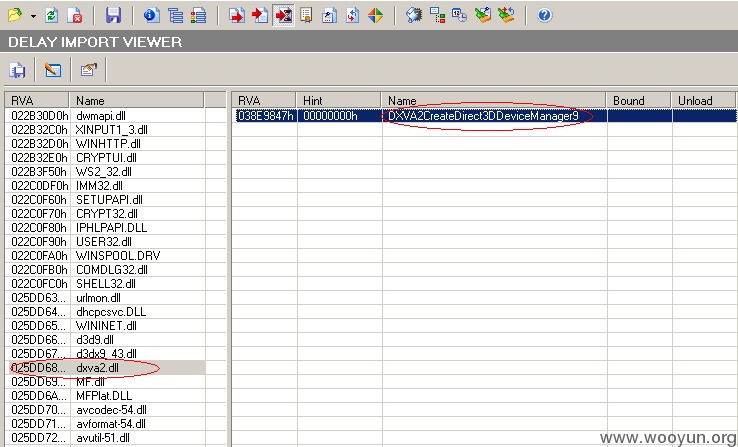 DELAY IMPORT VIEWER
RVA Name
022B30D0h dwmapi.dll
022B32C0h XINPUT1_3.dll
022B32D0h WINHTTP.dll
022B32E0h CRYPTUI.dll
022B3F50h WS2_32.dll
022C0DF0h IMM32.dll
022C0F60h SETUPAPI.dll
022C0F70h CRYPT32.dll
022C0F80h IPHLPAPI.DLL
022C0F90h USER32.dll
022C0FA0h WINSPOOL.DRV
022C0FB0h COMDLG32.dll
022C0FC0h SHELL32.dll
025DD63... urlmon.dll
025DD64... dhcpcsvc.DLL
025DD65... WININET.dll
025DD66... d3d9.dll
025DD67... d3dx9_43.dll
025DD68... dxva2.dll
025DD69... MF.dll
025DD6A... MFPlat.DLL
025DD70... avcodec-54.dll
025DD71... avformat-54.dll
025DD72... avutil-51.dll
RVA Hint Name Bound Unload
038E9847h 00000000h DXVA2CreateDirect3DDeviceManager9
www.wooyun.org